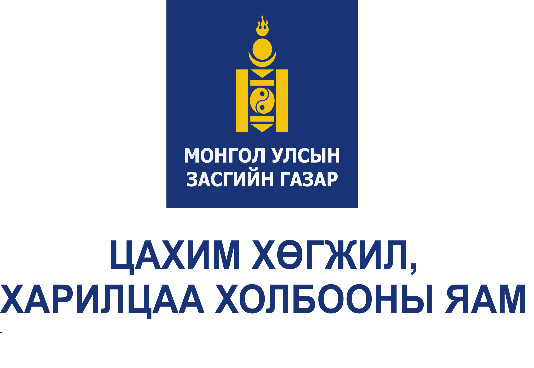 МОНГОЛ УЛСЫН
ЗАСГИЙН ГАЗАР
ЦАХИМ ХӨГЖИЛ,
ХАРИЛЦАА ХОЛБООНЫ ЯАМ